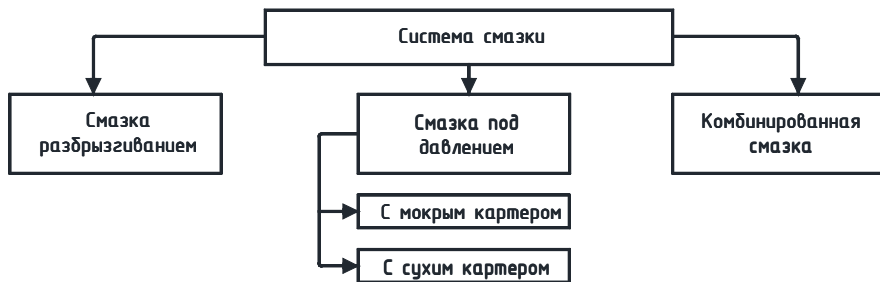 Система смазки
Смазка
разбрызгиванием
Смазка под
давлением
Комбинированная
смазка
С мокрым картером
С сухим картером